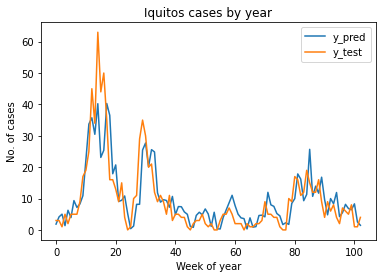 Iquitos cases by year
y_pred
y_test
No. of cases
60
50
40
30
20
10
0
0 20 40 60 80 100
Week of year